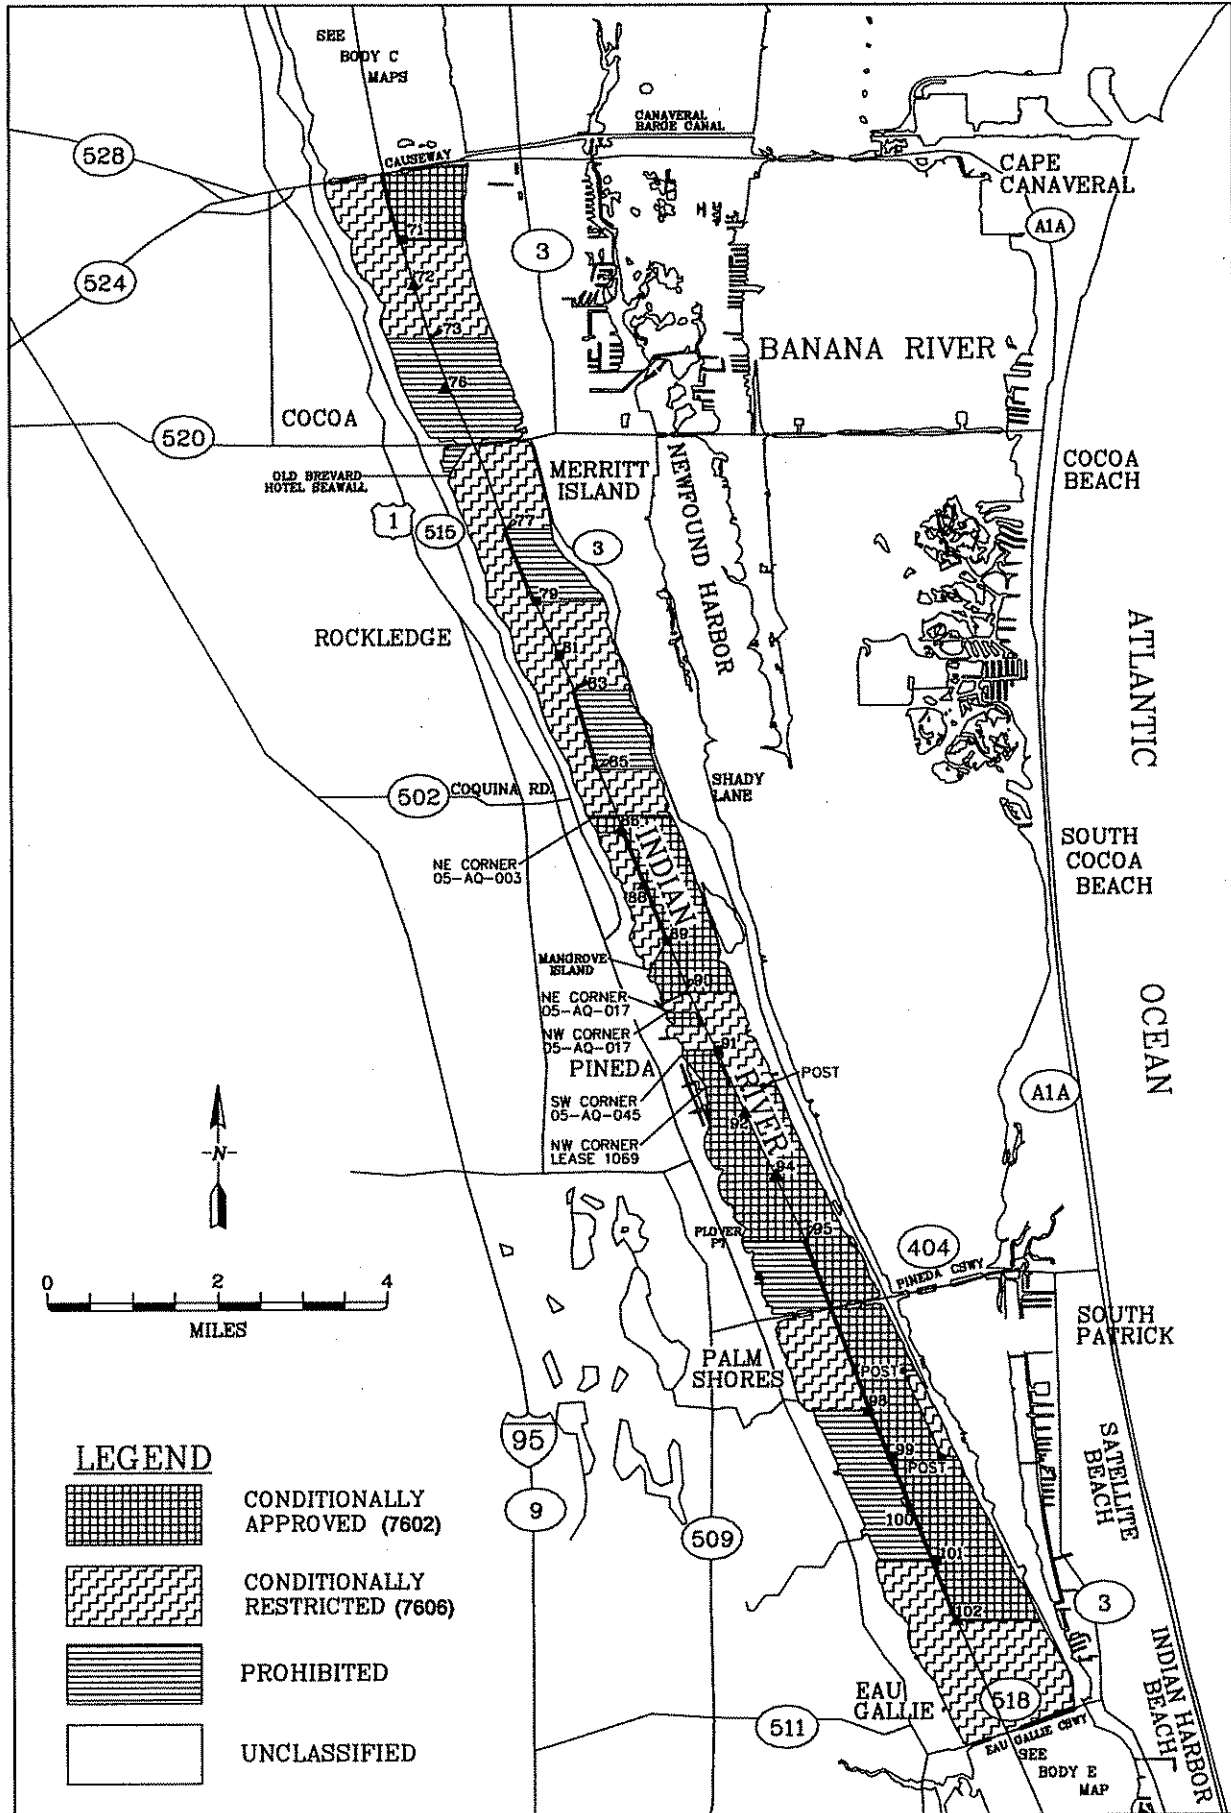 SEE
BODY C
MAPS
CANAVERAL
BARGE CANAL
528
CAUSEWAY
CAPE
CANAVERAL
71
3
A1A
524
72
73
BANANA RIVER
76
COCOA
520
OLD BREVARD
HOTEL SEAWALL
MERRITT
ISLAND
NEWFOUND HARBOR
COCOA
BEACH
1
515
77
3
79
ROCKLEDGE
81
83
ATLANTIC
OCEAN
85
502
COQUINA RD.
SHADY
LANE
INDIAN
RIVER
SOUTH
COCOA
BEACH
NE CORNER
05-AQ-003
89
MANGROVE
ISLAND
90
NE CORNER
05-AQ-017
NW CORNER
05-AQ-017
91
PINEDA
POST
A1A
SW CORNER
05-AQ-045
92
NW CORNER
LEASE 1069
-N-
94
95
PLOVER
PT
404
PINEDA CSWY
0
2
4
MILES
SOUTH
PATRICK
PALM
SHORES
POST
98
95
99
POST
SATELLITE
BEACH
LEGEND
CONDITIONALLY
APPROVED (7602)
9
100
509
101
CONDITIONALLY
RESTRICTED (7606)
3
102
PROHIBITED
INDIAN HARBOR
BEACH
EAU
GALLIE
518
511
EAU GALLIE CSWY
UNCLASSIFIED
SEE
BODY E
MAP